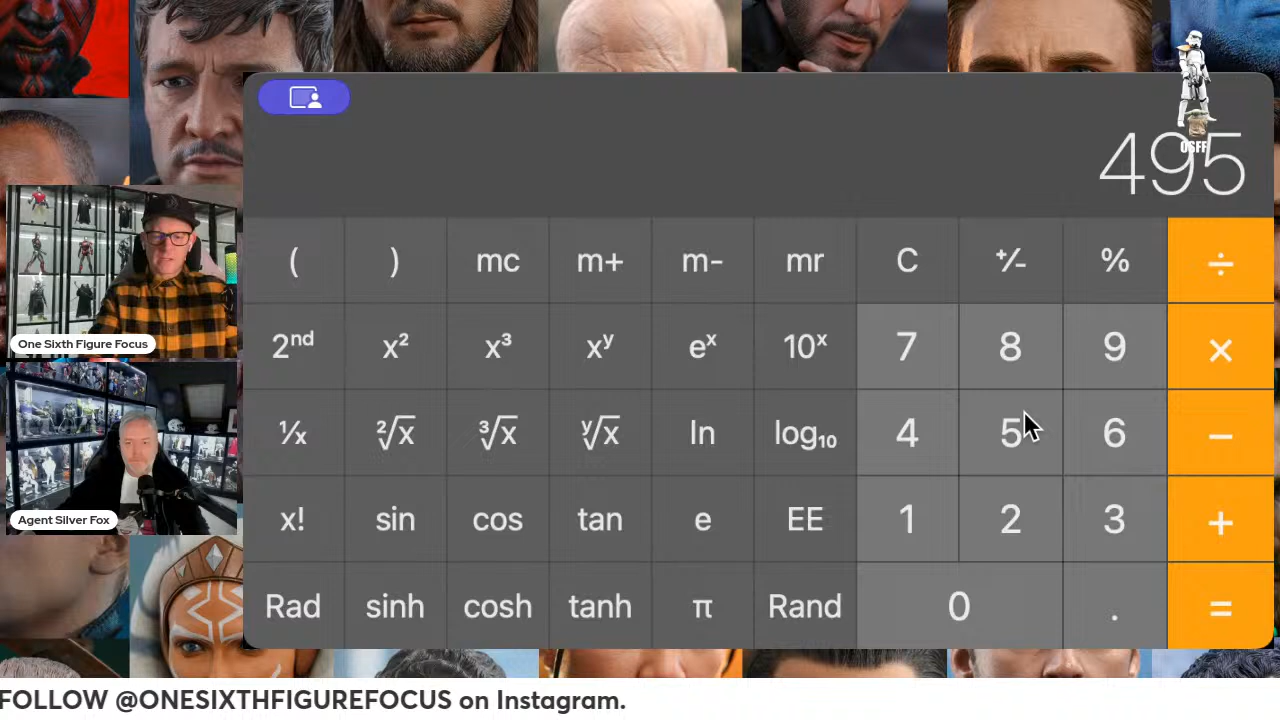 OSFF
495
( ) mc m+ m- mr C ⁺∕₋ % ÷
2ⁿᵈ x² x³ xʸ eˣ 10ˣ 7 8 9 ×
¹∕ₓ ²√x ³√x ʸ√x ln log₁₀ 4 5 6 −
x! sin cos tan e EE 1 2 3 +
Rad sinh cosh tanh π Rand 0 . =
One Sixth Figure Focus
Agent Silver Fox
FOLLOW @ONESIXTHFIGUREFOCUS on Instagram.